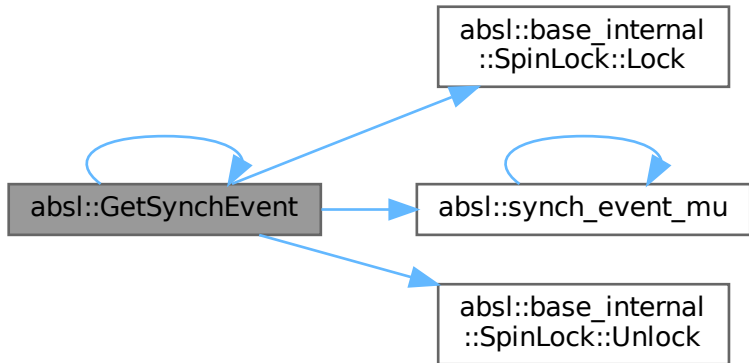 absl::base_internal
::SpinLock::Lock
absl::GetSynchEvent
absl::synch_event_mu
absl::base_internal
::SpinLock::Unlock